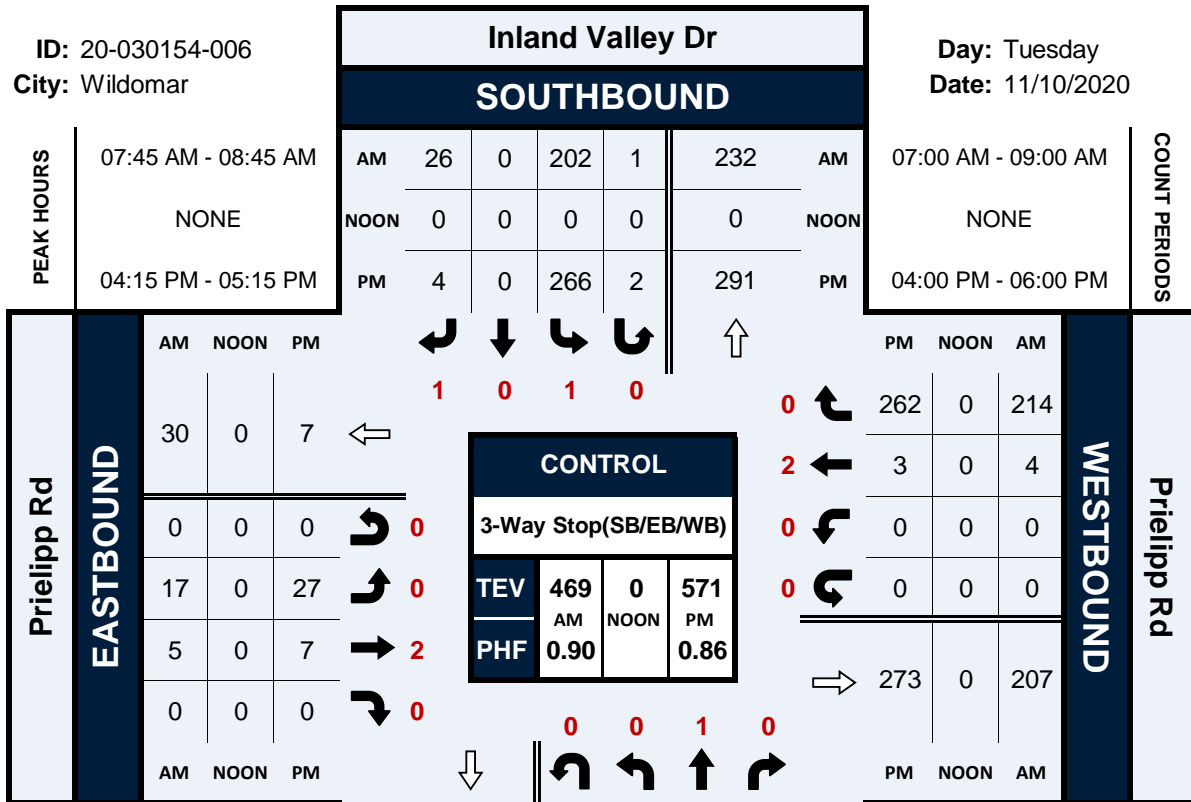 Inland Valley Dr
SOUTHBOUND
ID: 20-030154-006
City: Wildomar
Day: Tuesday
Date: 11/10/2020
PEAK HOURS
07:45 AM - 08:45 AM
NONE
04:15 PM - 05:15 PM
AM 26 0 202 1 232 AM
NOON 0 0 0 0 0 NOON
PM 4 0 266 2 291 PM
07:00 AM - 09:00 AM
NONE
04:00 PM - 06:00 PM
COUNT PERIODS
1 0 1 0
Prielipp Rd
EASTBOUND
AM NOON PM
30 0 7
0 0 0 0
17 0 27 0
5 0 7 2
0 0 0 0
AM NOON PM
CONTROL
3-Way Stop(SB/EB/WB)
TEV 469 0 571
AM NOON PM
PHF 0.90 0.86
PM NOON AM
0 262 0 214
2 3 0 4
0 0 0 0
0 0 0 0
273 0 207
PM NOON AM
WESTBOUND
Prielipp Rd
0 0 1 0